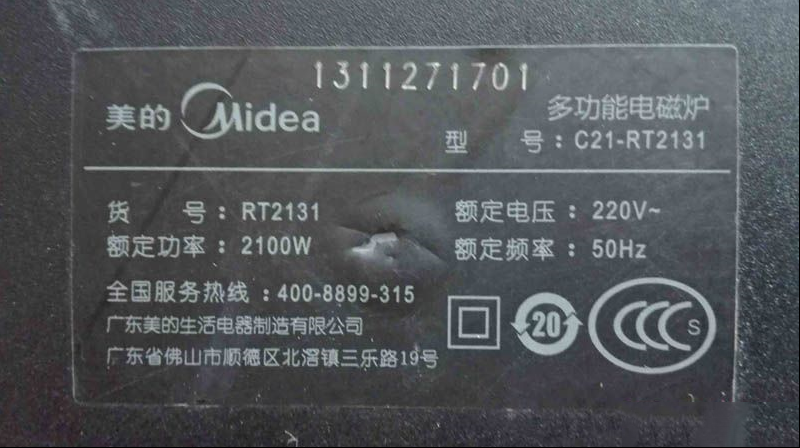 1311271701
美的 Midea 多功能电磁炉
型 号：C21-RT2131
货 号：RT2131 额定电压：220V~
额定功率：2100W 额定频率：50Hz
全国服务热线：400-8899-315
广东美的生活电器制造有限公司
广东省佛山市顺德区北滘镇三乐路19号
20
CCC S